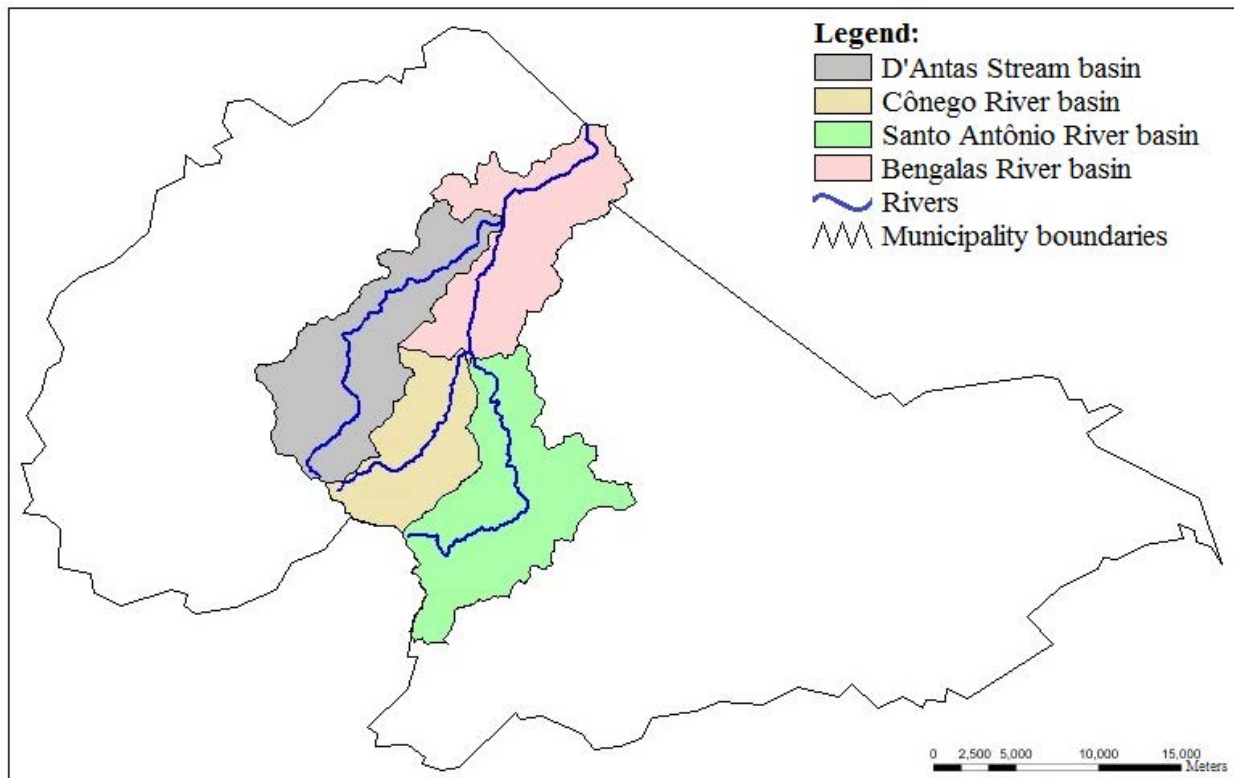 Legend:
D'Antas Stream basin
Cônego River basin
Santo Antônio River basin
Bengalas River basin
Rivers
Municipality boundaries
0 2,500 5,000 10,000 15,000
Meters